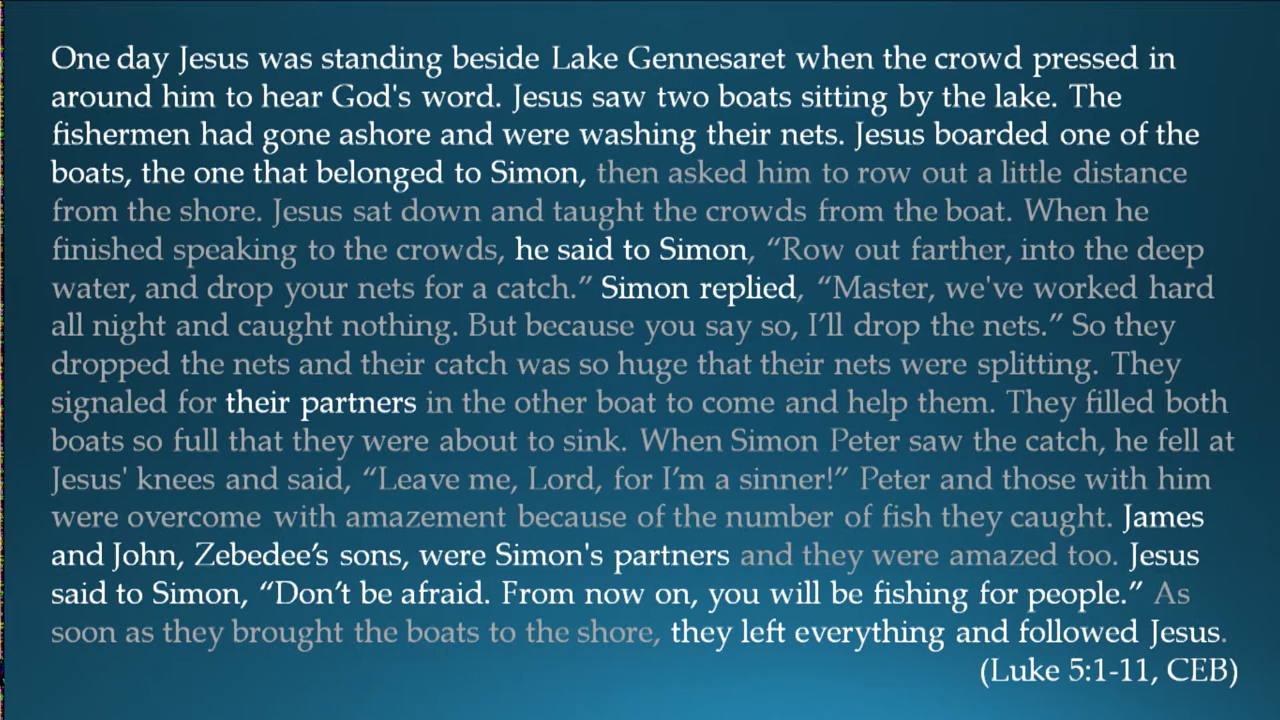 One day Jesus was standing beside Lake Gennesaret when the crowd pressed in
around him to hear God's word. Jesus saw two boats sitting by the lake. The
fishermen had gone ashore and were washing their nets. Jesus boarded one of the
boats, the one that belonged to Simon, then asked him to row out a little distance
from the shore. Jesus sat down and taught the crowds from the boat. When he
finished speaking to the crowds, he said to Simon, “Row out farther, into the deep
water, and drop your nets for a catch.” Simon replied, “Master, we've worked hard
all night and caught nothing. But because you say so, I’ll drop the nets.” So they
dropped the nets and their catch was so huge that their nets were splitting. They
signaled for their partners in the other boat to come and help them. They filled both
boats so full that they were about to sink. When Simon Peter saw the catch, he fell at
Jesus' knees and said, “Leave me, Lord, for I’m a sinner!” Peter and those with him
were overcome with amazement because of the number of fish they caught. James
and John, Zebedee’s sons, were Simon's partners and they were amazed too. Jesus
said to Simon, “Don’t be afraid. From now on, you will be fishing for people.” As
soon as they brought the boats to the shore, they left everything and followed Jesus.
(Luke 5:1-11, CEB)